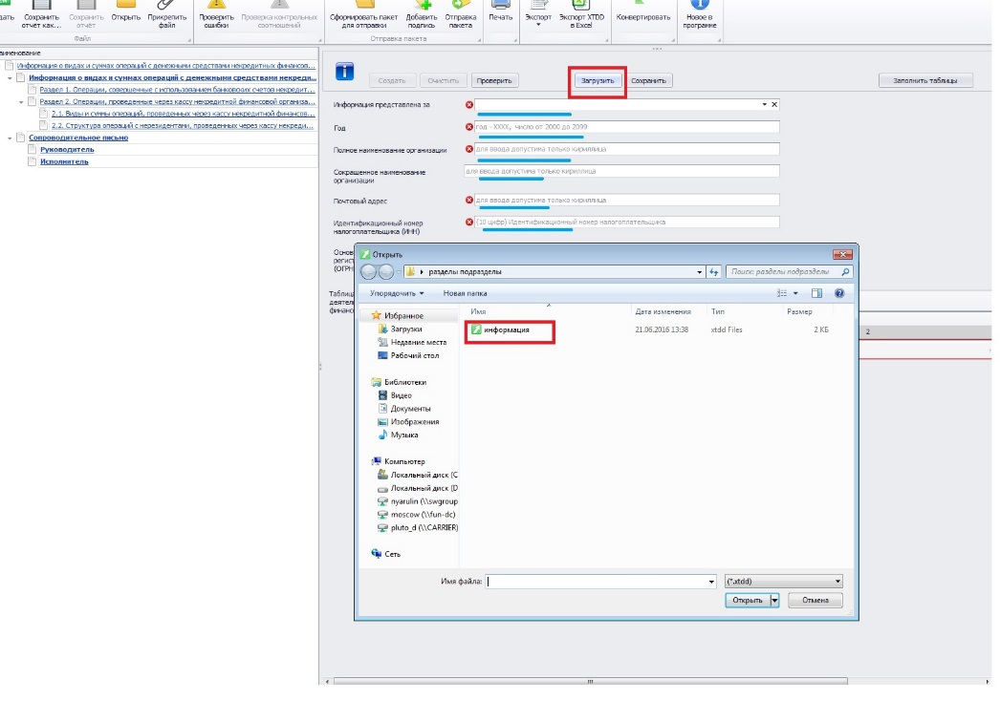 дать
Сохранить
отчёт как...
Сохранить
отчёт
Открыть
Прикрепить
файл
Проверить
ошибки
Проверка контрольных
соотношений
Сформировать пакет
для отправки
Добавить
подпись
Отправка
пакета
Печать
Экспорт
Экспорт XTDD
в Excel
Конвертировать
Новое в
программе
Файл
Отправка пакета
аименование
Информация о видах и суммах операций с денежными средствами некредитных финансов...
Информация о видах и суммах операций с денежными средствами некреди...
Раздел 1. Операции, совершенные с использованием банковских счетов некредит...
Раздел 2. Операции, проведенные через кассу некредитной финансовой организа...
2.1. Виды и суммы операций, проведенных через кассу некредитной финансовой...
2.2. Структура операций с нерезидентами, проведенных через кассу некреди...
Сопроводительное письмо
Руководитель
Исполнитель
Создать
Очистить
Проверить
Загрузить
Сохранить
Заполнить таблицы
Информация представлена за
Год
год - XXXX, число от 2000 до 2099
Полное наименование организации
для ввода допустима только кириллица
Сокращенное наименование
организации
для ввода допустима только кириллица
Почтовый адрес
для ввода допустима только кириллица
Идентификационный номер
налогоплательщика (ИНН)
(10 цифр) Идентификационный номер налогоплательщика
Основ
регист
(ОГРН
Таблиц
деятел
финанс
2
Открыть
разделы подразделы
Поиск: разделы подразделы
Упорядочить
Новая папка
Имя
Дата изменения
Тип
Размер
информация
21.06.2016 13:38
xtdd Files
2 КБ
Избранное
Загрузки
Недавние места
Рабочий стол
Библиотеки
Видео
Документы
Изображения
Музыка
Компьютер
Локальный диск (C
Локальный диск (D
nyarulin (\\swgroup
moscow (\\fun-dc)
pluto_d (\\CARRIER)
Сеть
Имя файла:
(*.xtdd)
Открыть
Отмена